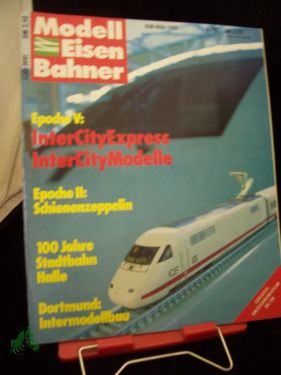 Modell
Eisen
Bahner
Epoche V:
InterCityExpress
InterCityModelle
Epoche II:
Schienenzeppelin
100 Jahre
Stadtbahn
Halle
Dortmund:
Intermodellbau
ICE